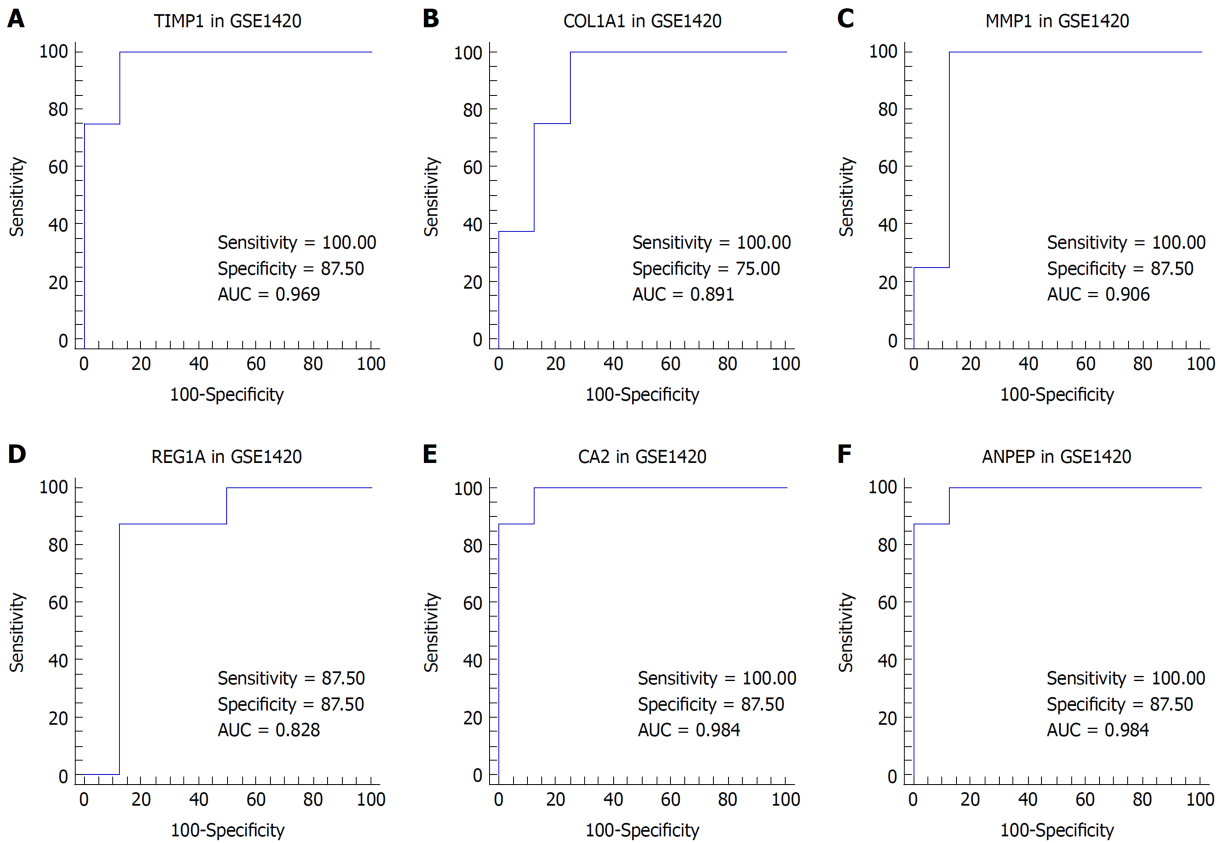 A
TIMP1 in GSE1420
100
80
60
40
20
0
Sensitivity
Sensitivity = 100.00
Specificity = 87.50
AUC = 0.969
0 20 40 60 80 100
100-Specificity
B
COL1A1 in GSE1420
100
80
60
40
20
0
Sensitivity
Sensitivity = 100.00
Specificity = 75.00
AUC = 0.891
0 20 40 60 80 100
100-Specificity
C
MMP1 in GSE1420
100
80
60
40
20
0
Sensitivity
Sensitivity = 100.00
Specificity = 87.50
AUC = 0.906
0 20 40 60 80 100
100-Specificity
D
REG1A in GSE1420
100
80
60
40
20
0
Sensitivity
Sensitivity = 87.50
Specificity = 87.50
AUC = 0.828
0 20 40 60 80 100
100-Specificity
E
CA2 in GSE1420
100
80
60
40
20
0
Sensitivity
Sensitivity = 100.00
Specificity = 87.50
AUC = 0.984
0 20 40 60 80 100
100-Specificity
F
ANPEP in GSE1420
100
80
60
40
20
0
Sensitivity
Sensitivity = 100.00
Specificity = 87.50
AUC = 0.984
0 20 40 60 80 100
100-Specificity